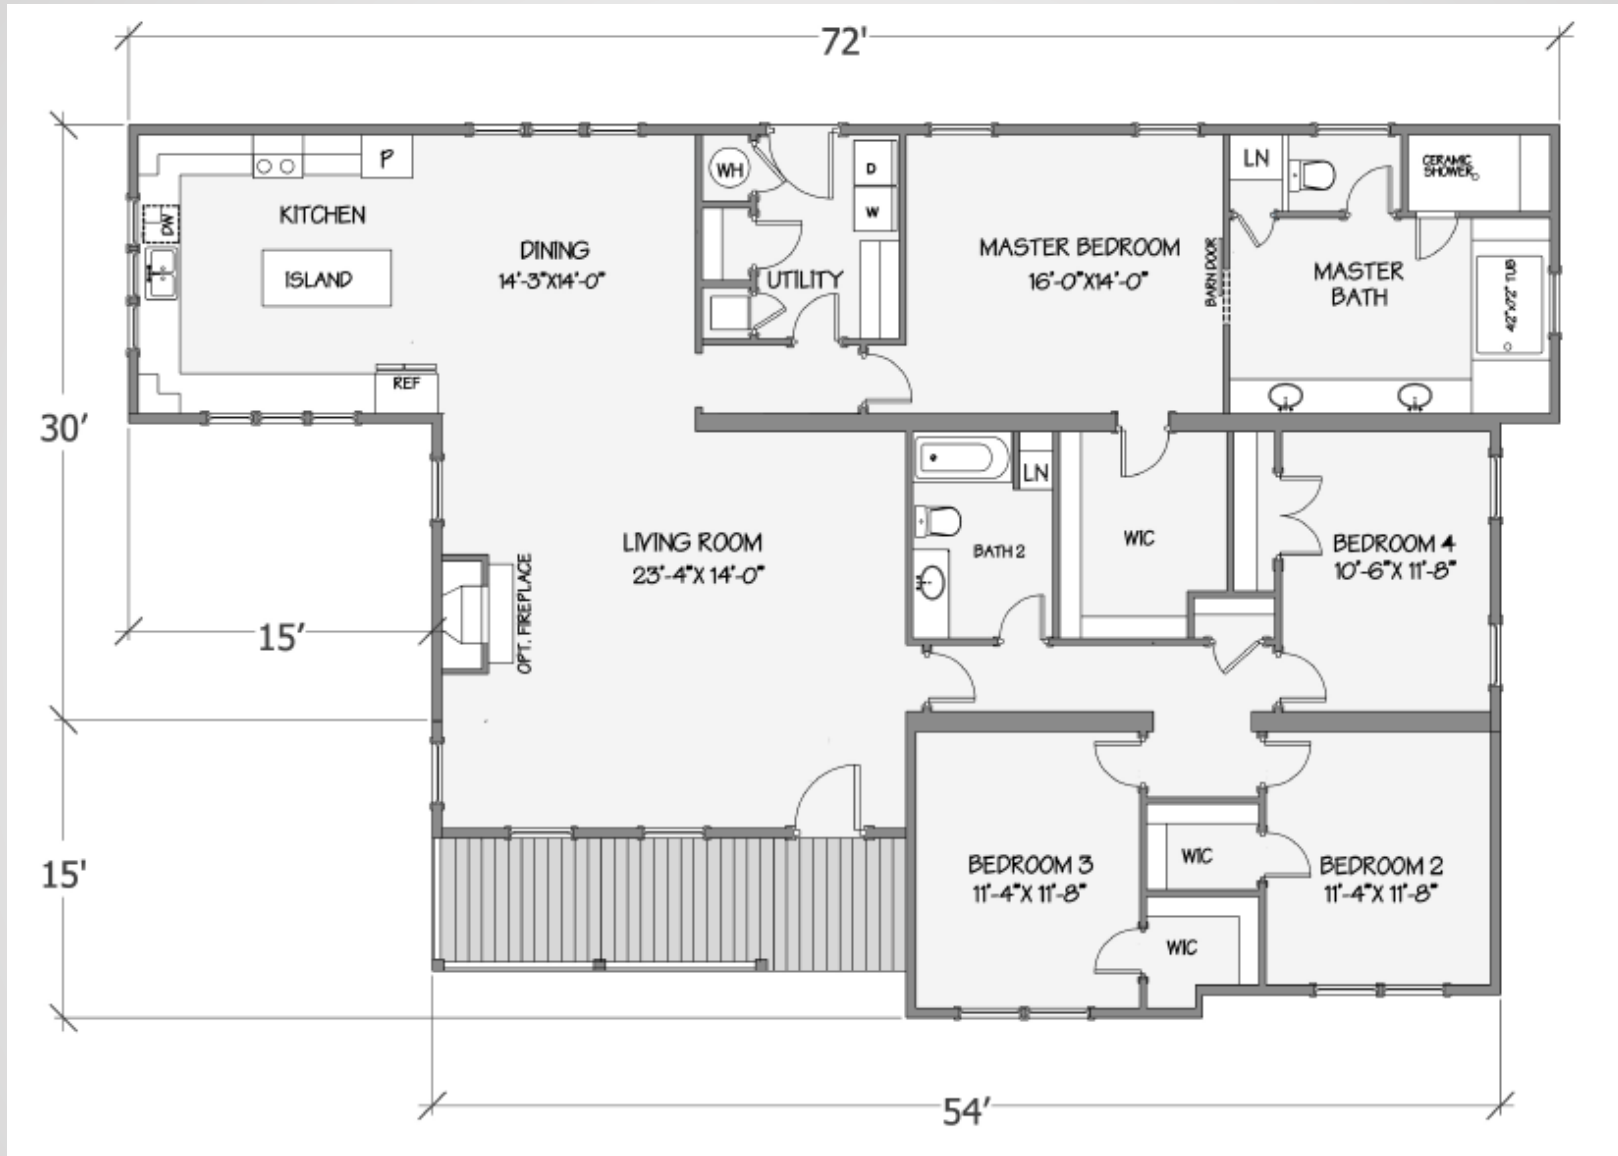 72'
P
WH
D
W
LN
CERAMIC
SHOWER
KITCHEN
DW
ISLAND
DINING
14'-3"X14'-0"
UTILITY
MASTER BEDROOM
16'-0"X14'-0"
BARN DOOR
MASTER
BATH
42"x72" TUB
REF
30'
LN
WIC
BATH 2
LIVING ROOM
23'-4"X 14'-0"
BEDROOM 4
10'-6"X 11'-8"
OPT. FIREPLACE
15'
15'
BEDROOM 3
11'-4"X 11'-8"
WIC
BEDROOM 2
11'-4"X 11'-8"
WIC
54'